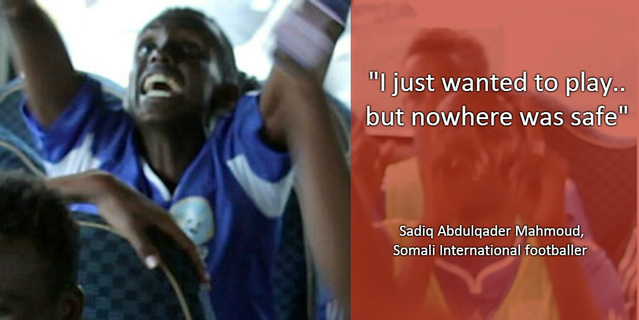 "I just wanted to play..
but nowhere was safe"
Sadiq Abdulqader Mahmoud,
Somali International footballer